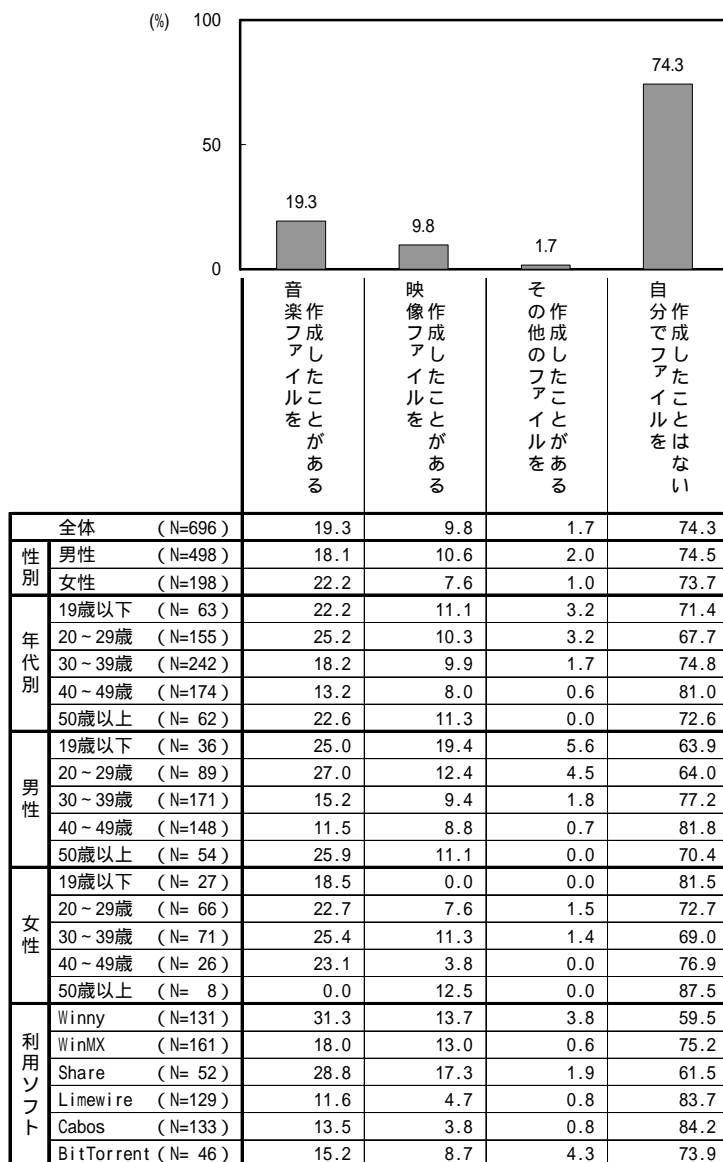 (%)
100
50
0
19.3
9.8
1.7
74.3
音楽ファイルを
作成したことがある
映像ファイルを
作成したことがある
その他のファイルを
作成したことがある
自分でファイルを
作成したことはない
全体 (N=696) 19.3 9.8 1.7 74.3
性別
男性 (N=498) 18.1 10.6 2.0 74.5
女性 (N=198) 22.2 7.6 1.0 73.7
年代別
19歳以下 (N= 63) 22.2 11.1 3.2 71.4
20~29歳 (N=155) 25.2 10.3 3.2 67.7
30~39歳 (N=242) 18.2 9.9 1.7 74.8
40~49歳 (N=174) 13.2 8.0 0.6 81.0
50歳以上 (N= 62) 22.6 11.3 0.0 72.6
男性
19歳以下 (N= 36) 25.0 19.4 5.6 63.9
20~29歳 (N= 89) 27.0 12.4 4.5 64.0
30~39歳 (N=171) 15.2 9.4 1.8 77.2
40~49歳 (N=148) 11.5 8.8 0.7 81.8
50歳以上 (N= 54) 25.9 11.1 0.0 70.4
女性
19歳以下 (N= 27) 18.5 0.0 0.0 81.5
20~29歳 (N= 66) 22.7 7.6 1.5 72.7
30~39歳 (N= 71) 25.4 11.3 1.4 69.0
40~49歳 (N= 26) 23.1 3.8 0.0 76.9
50歳以上 (N= 8) 0.0 12.5 0.0 87.5
利用ソフト
Winny (N=131) 31.3 13.7 3.8 59.5
WinMX (N=161) 18.0 13.0 0.6 75.2
Share (N= 52) 28.8 17.3 1.9 61.5
Limewire (N=129) 11.6 4.7 0.8 83.7
Cabos (N=133) 13.5 3.8 0.8 84.2
BitTorrent (N= 46) 15.2 8.7 4.3 73.9